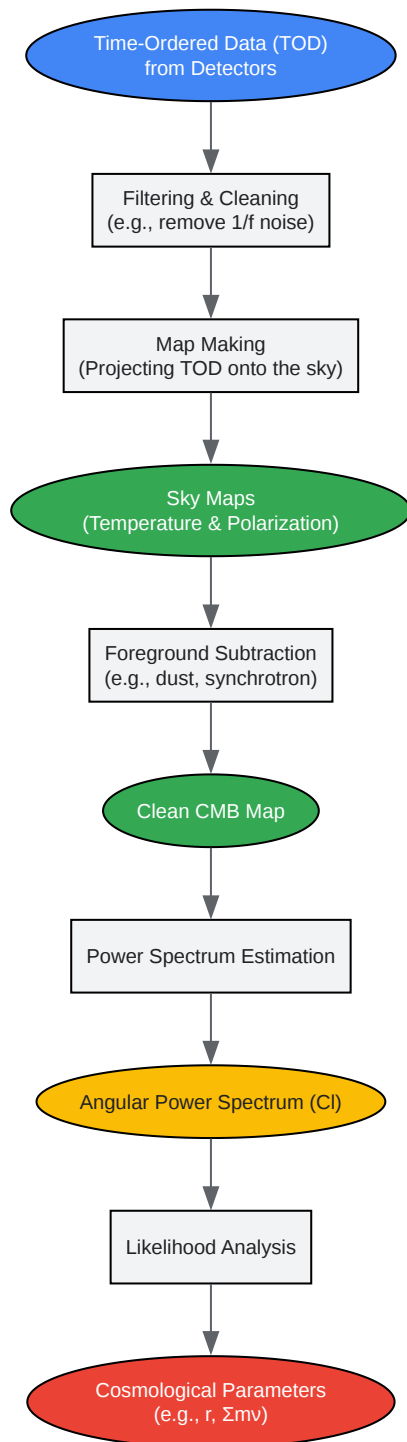 Time-Ordered Data (TOD)
from Detectors
Filtering & Cleaning
(e.g., remove 1/f noise)
Map Making
(Projecting TOD onto the sky)
Sky Maps
(Temperature & Polarization)
Foreground Subtraction
(e.g., dust, synchrotron)
Clean CMB Map
Power Spectrum Estimation
Angular Power Spectrum (Cl)
Likelihood Analysis
Cosmological Parameters
(e.g., r, Σmν)